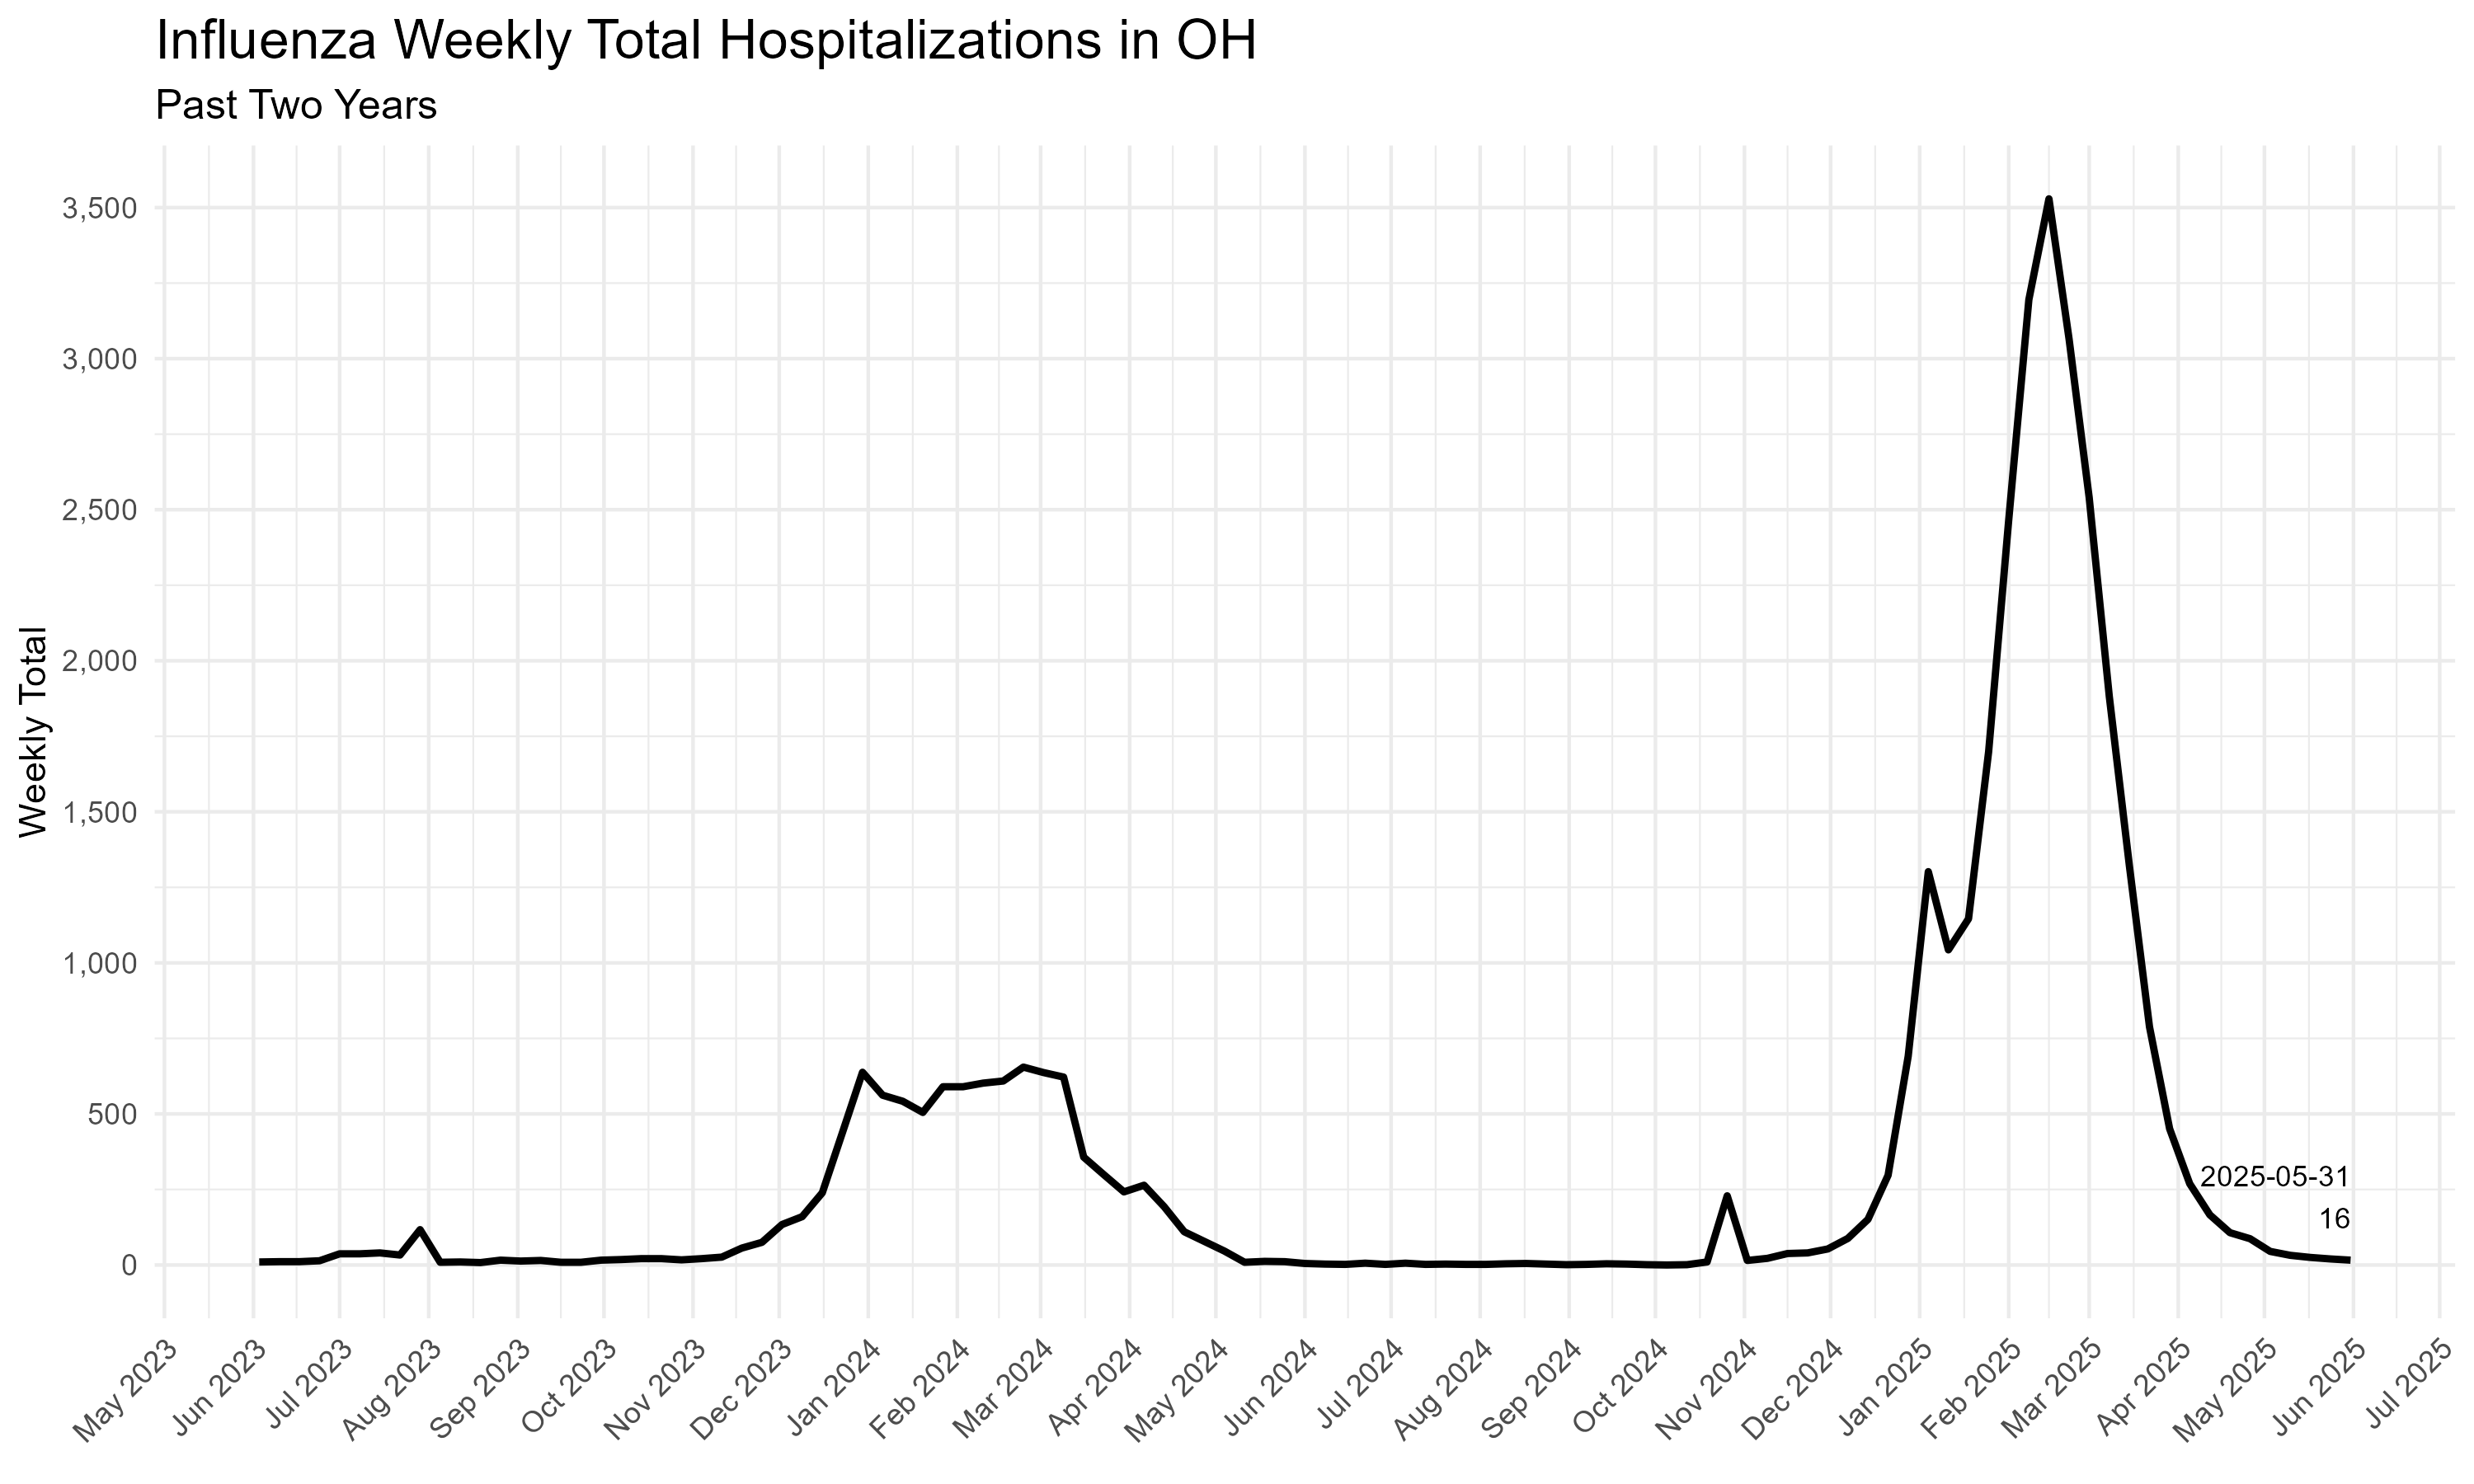 Influenza Weekly Total Hospitalizations in OH
Past Two Years
Weekly Total
3,500
3,000
2,500
2,000
1,500
1,000
500
0
2025-05-31
16
May 2023
Jun 2023
Jul 2023
Aug 2023
Sep 2023
Oct 2023
Nov 2023
Dec 2023
Jan 2024
Feb 2024
Mar 2024
Apr 2024
May 2024
Jun 2024
Jul 2024
Aug 2024
Sep 2024
Oct 2024
Nov 2024
Dec 2024
Jan 2025
Feb 2025
Mar 2025
Apr 2025
May 2025
Jun 2025
Jul 2025